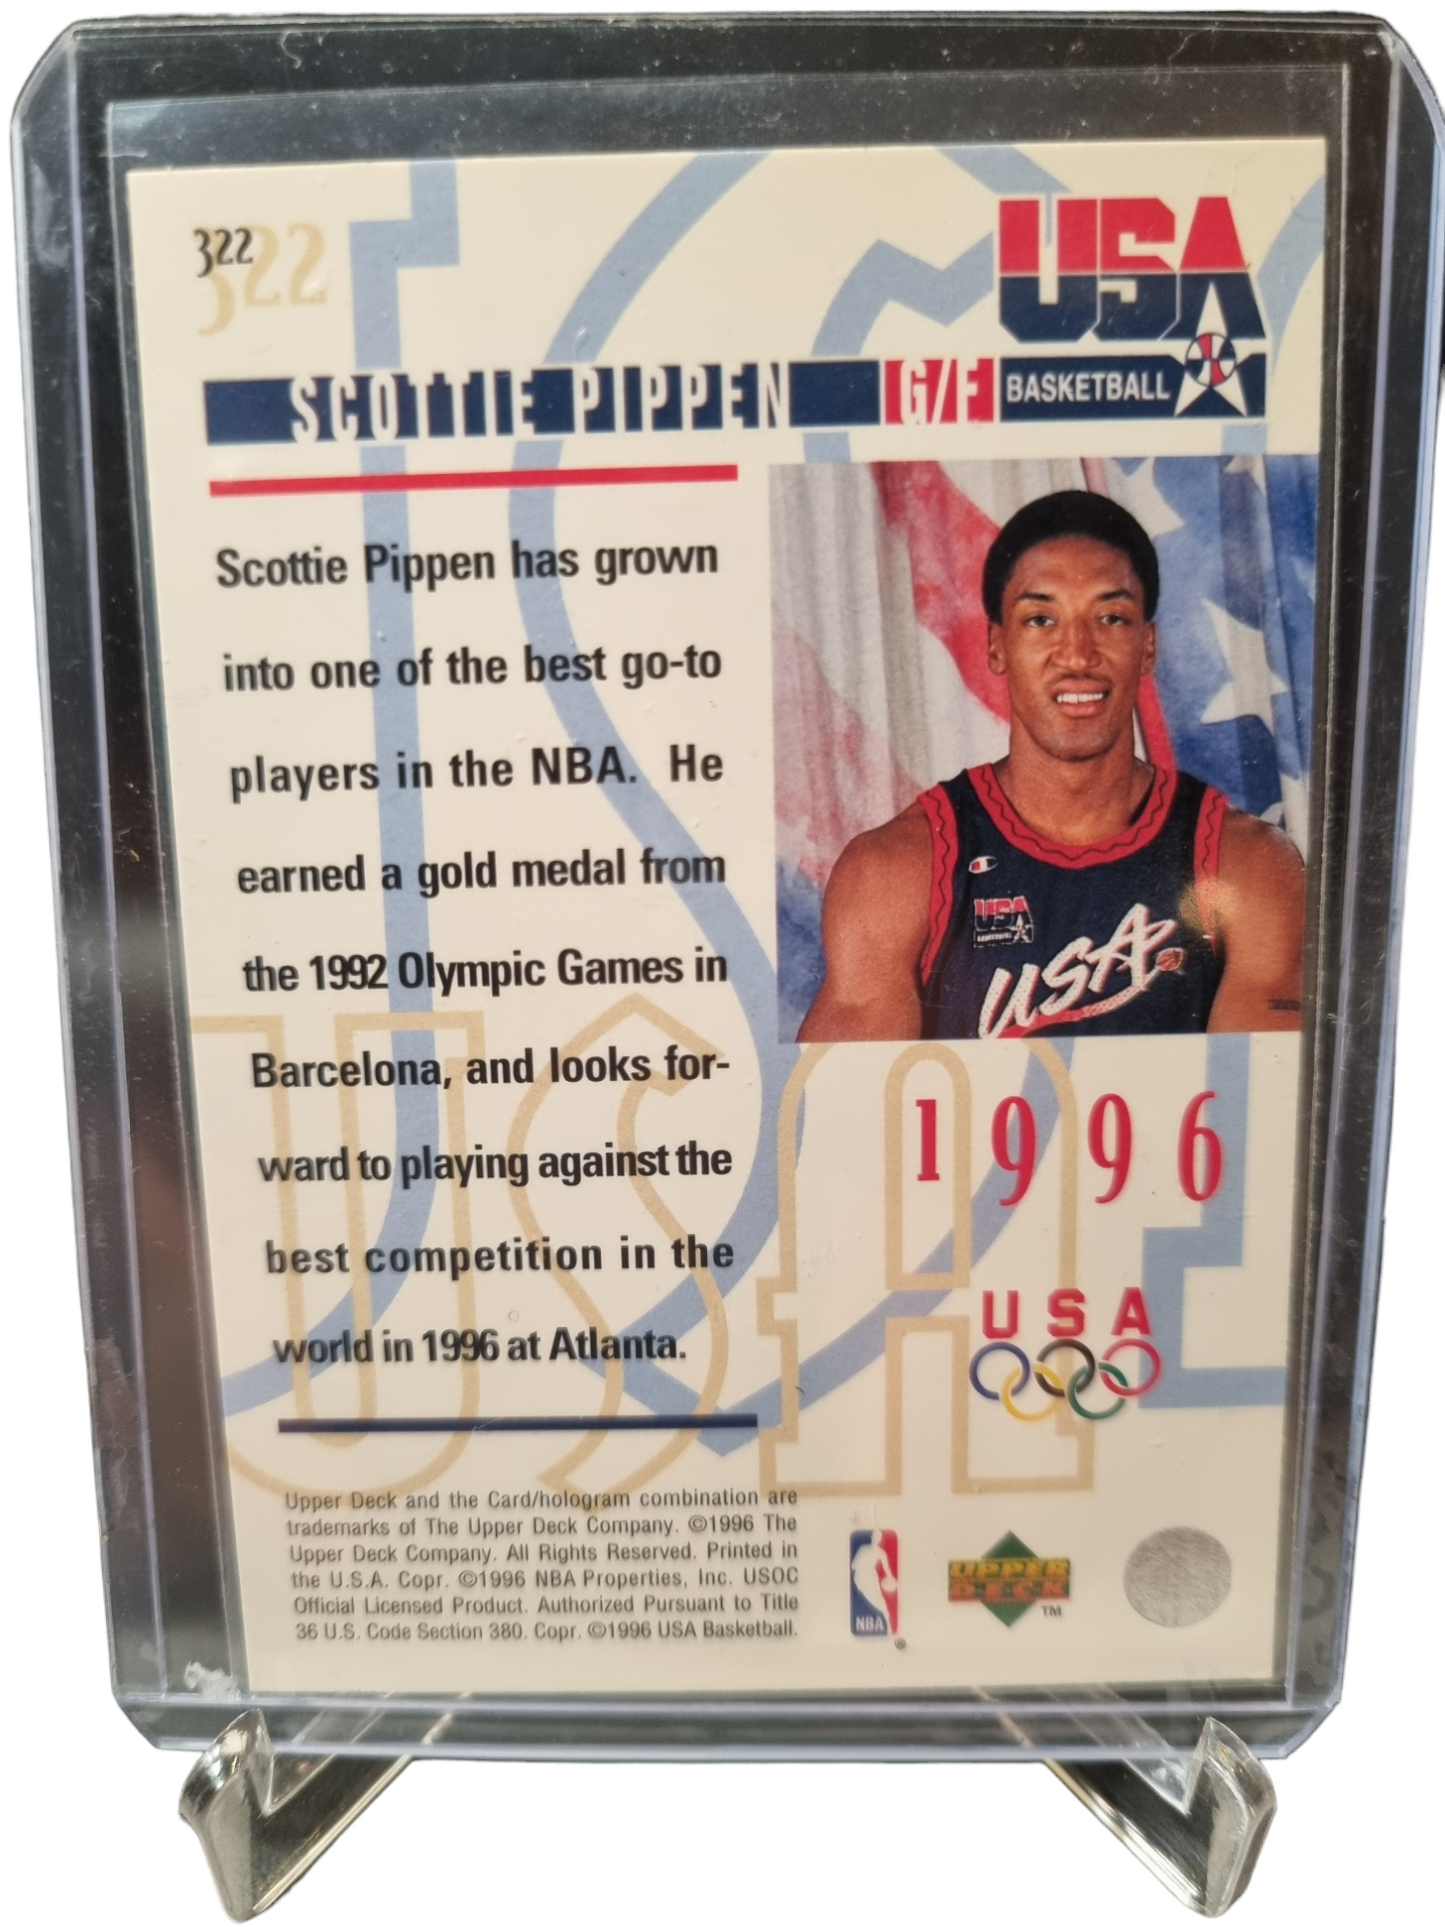 322
322
USA
SCOTTIE PIPPEN G/F BASKETBALL
Scottie Pippen has grown
into one of the best go-to
players in the NBA. He
earned a gold medal from
the 1992 Olympic Games in
Barcelona, and looks for-
ward to playing against the
best competition in the
world in 1996 at Atlanta.
USA
USA
1996
USA
USA
Upper Deck and the Card/hologram combination are
trademarks of The Upper Deck Company. ©1996 The
Upper Deck Company. All Rights Reserved. Printed in
the U.S.A. Copr. ©1996 NBA Properties, Inc. USOC
Official Licensed Product. Authorized Pursuant to Title
36 U.S. Code Section 380. Copr. ©1996 USA Basketball.
NBA
®
UPPER
DECK
TM